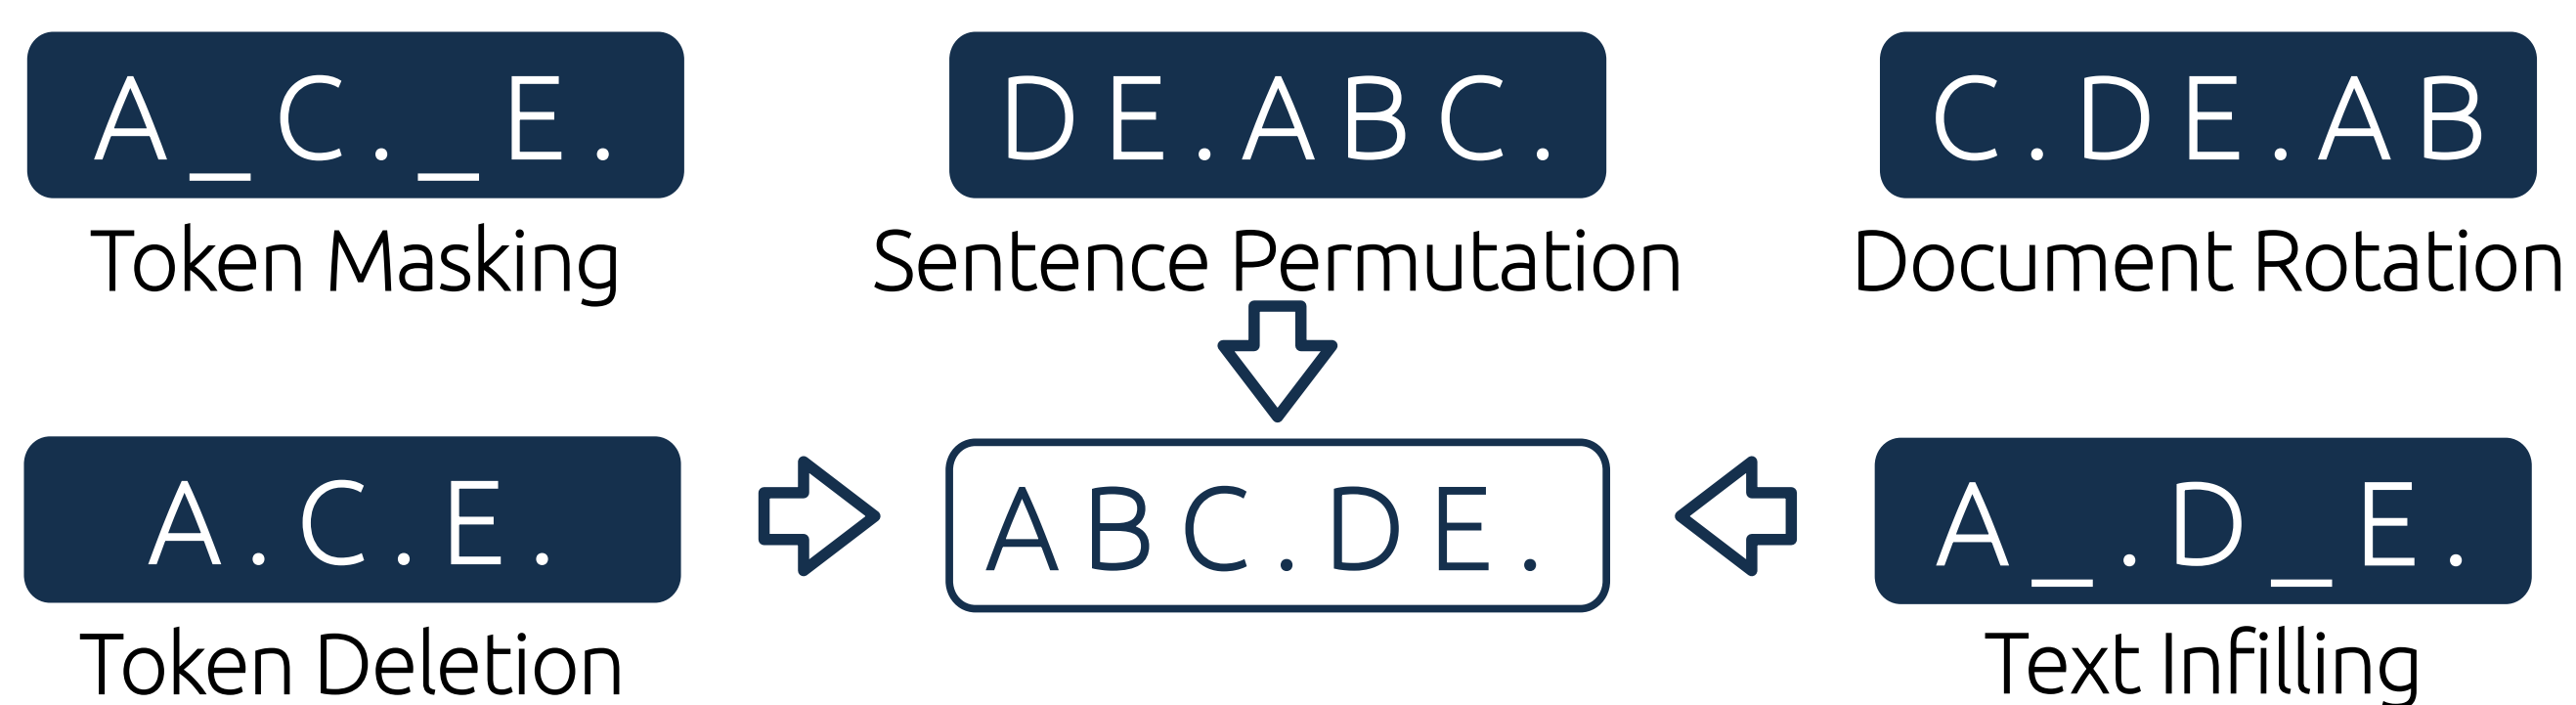 A_C._E.
DE.ABC.
C.DE.AB
Token Masking
Sentence Permutation
Document Rotation
A.C.E.
ABC.DE.
A_.D_E.
Token Deletion
Text Infilling